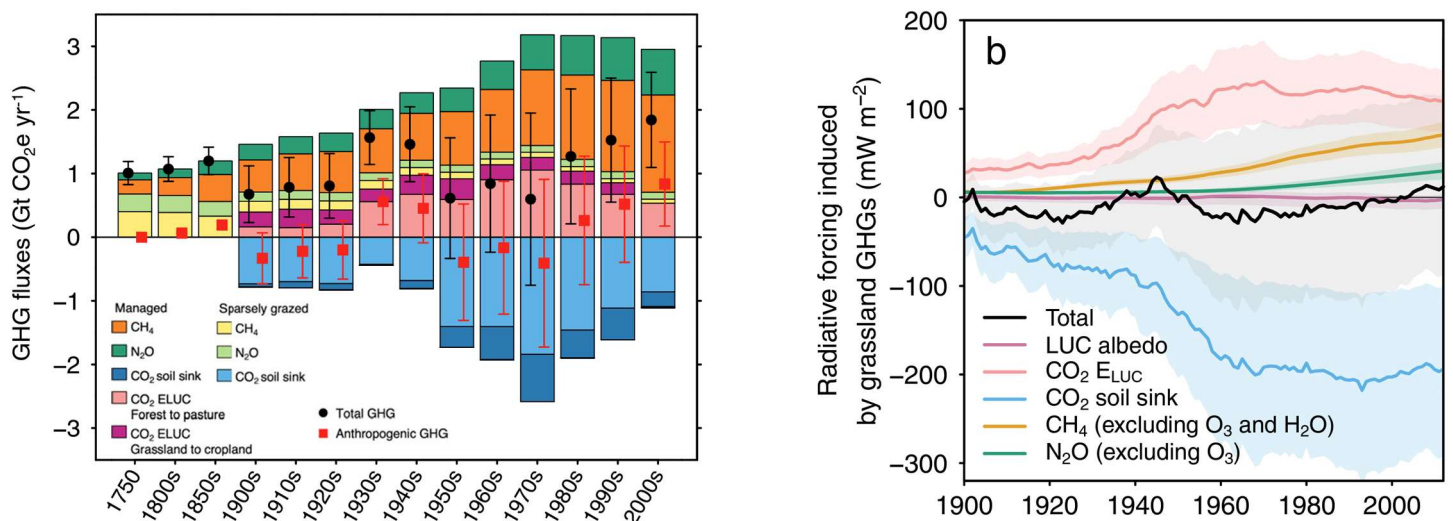 GHG fluxes (Gt CO₂e yr⁻¹)
3
2
1
0
−1
−2
−3
Managed
CH₄
N₂O
CO₂ soil sink
CO₂ ELUC
Forest to pasture
CO₂ ELUC
Grassland to cropland
Sparsely grazed
CH₄
N₂O
CO₂ soil sink
Total GHG
Anthropogenic GHG
1750
1800s
1850s
1900s
1910s
1920s
1930s
1940s
1950s
1960s
1970s
1980s
1990s
2000s
b
Radiative forcing induced
by grassland GHGs (mW m⁻²)
200
100
0
−100
−200
−300
Total
LUC albedo
CO₂ E_LUC
CO₂ soil sink
CH₄ (excluding O₃ and H₂O)
N₂O (excluding O₃)
1900
1920
1940
1960
1980
2000